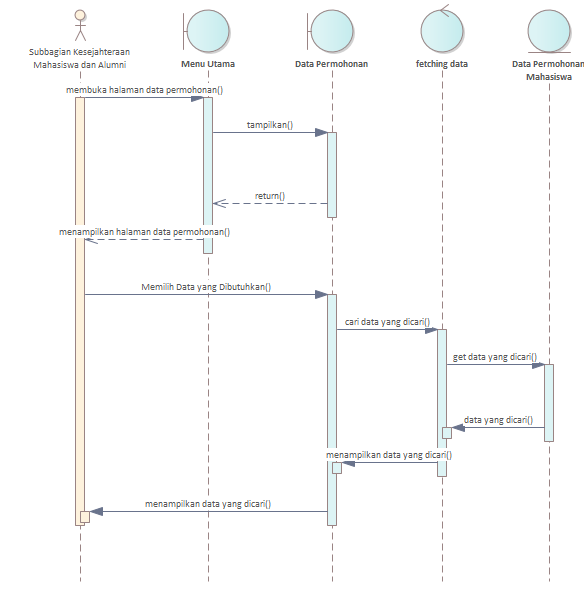 Subbagian Kesejahteraan
Mahasiswa dan Alumni
Menu Utama
Data Permohonan
fetching data
Data Permohonan
Mahasiswa
membuka halaman data permohonan()
tampilkan()
return()
menampilkan halaman data permohonan()
Memilih Data yang Dibutuhkan()
cari data yang dicari()
get data yang dicari()
data yang dicari()
menampilkan data yang dicari()
menampilkan data yang dicari()